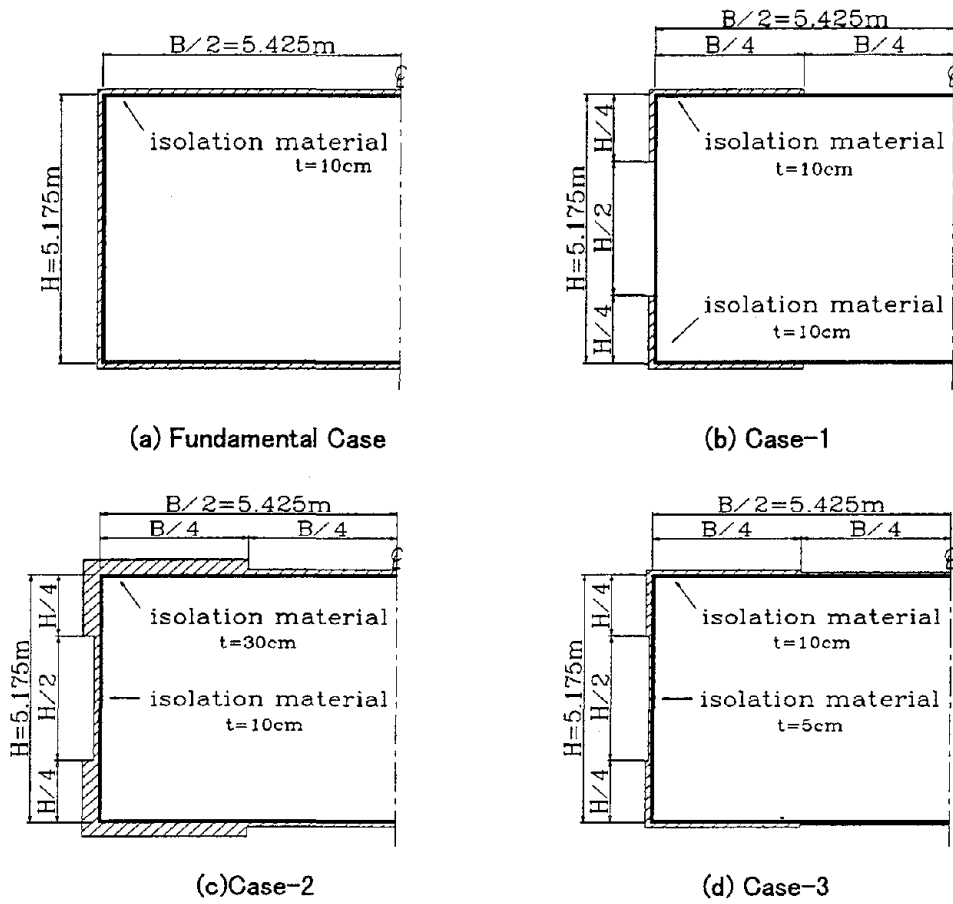 B/2=5.425m
℄
isolation material
t=10cm
H=5.175m
(a) Fundamental Case
B/2=5.425m
B/4
B/4
℄
H/4
isolation material
t=10cm
H=5.175m
H/2
isolation material
t=10cm
H/4
(b) Case-1
B/2=5.425m
B/4
B/4
℄
H/4
isolation material
t=30cm
H=5.175m
H/2
isolation material
t=10cm
H/4
(c)Case-2
B/2=5.425m
B/4
B/4
℄
H/4
isolation material
t=10cm
H=5.175m
H/2
isolation material
t=5cm
H/4
(d) Case-3